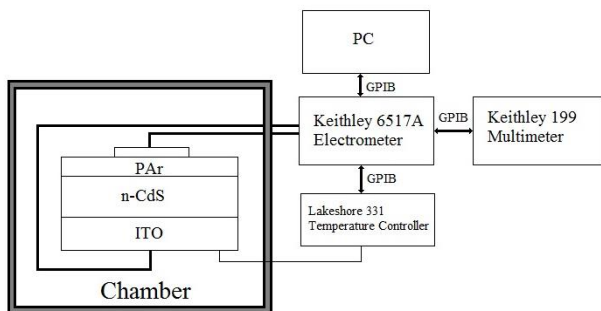 PC
GPIB
Keithley 6517A
Electrometer
GPIB
Keithley 199
Multimeter
GPIB
PAr
n-CdS
ITO
Lakeshore 331
Temperature Controller
Chamber